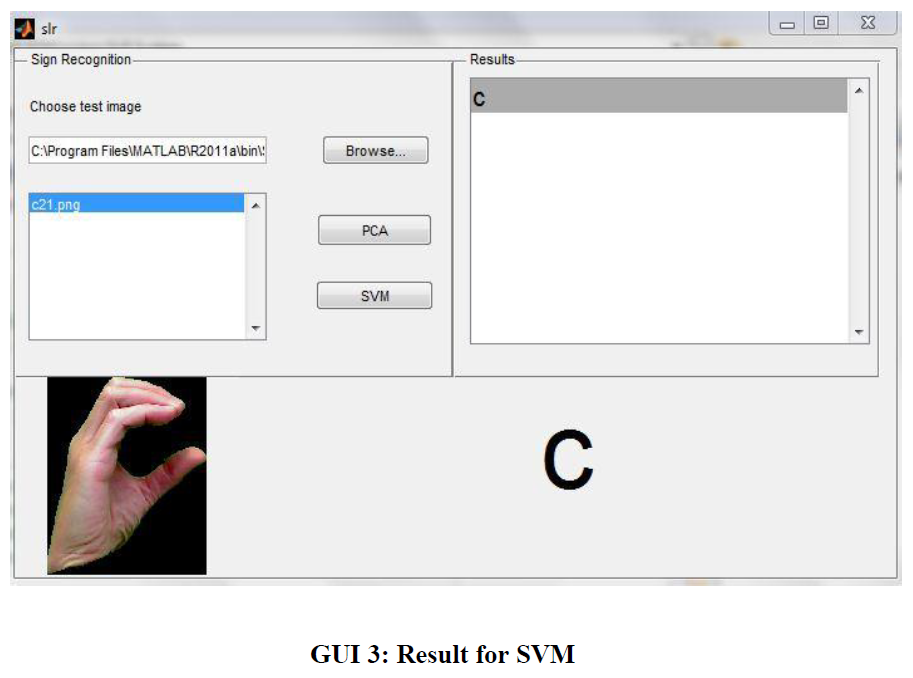 slr
Sign Recognition
Choose test image
C:\Program Files\MATLAB\R2011a\bin\
Browse...
c21.png
PCA
SVM
Results
C
C
GUI 3: Result for SVM